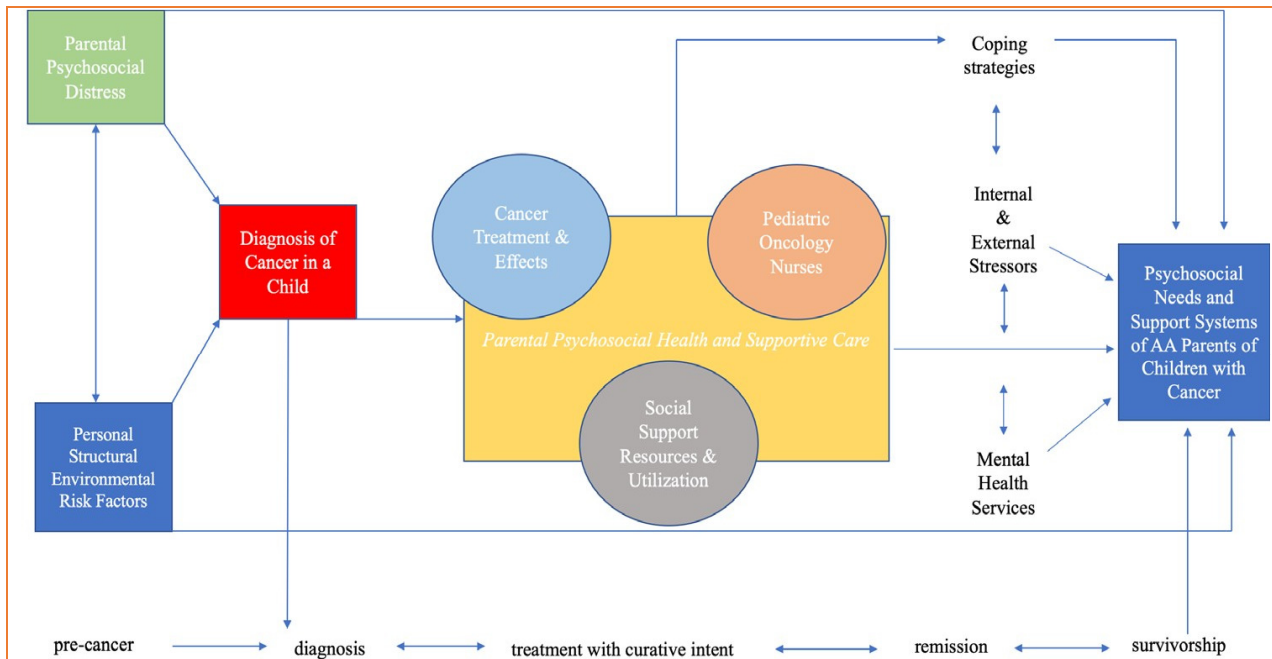 Parental
Psychosocial
Distress
Coping
strategies
Cancer
Treatment &
Effects
Pediatric
Oncology
Nurses
Internal
&
External
Stressors
Diagnosis of
Cancer in a
Child
Psychosocial
Needs and
Support Systems
of AA Parents of
Children with
Cancer
Parental Psychosocial Health and Supportive Care
Personal
Structural
Environmental
Risk Factors
Social
Support
Resources &
Utilization
Mental
Health
Services
pre-cancer
diagnosis
treatment with curative intent
remission
survivorship